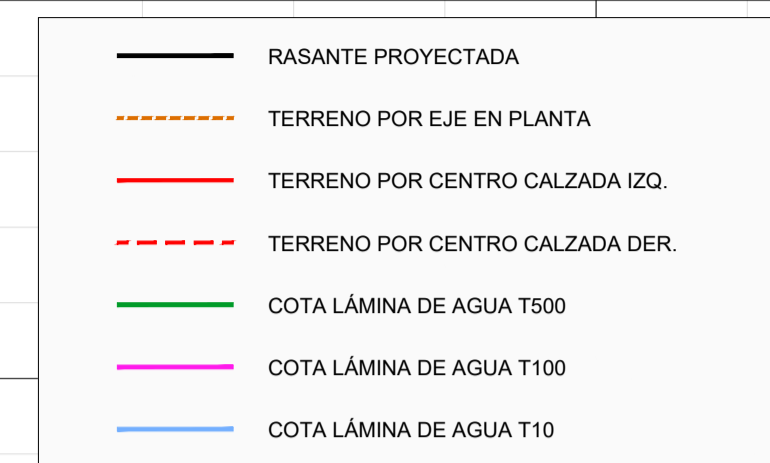 RASANTE PROYECTADA
TERRENO POR EJE EN PLANTA
TERRENO POR CENTRO CALZADA IZQ.
TERRENO POR CENTRO CALZADA DER.
COTA LÁMINA DE AGUA T500
COTA LÁMINA DE AGUA T100
COTA LÁMINA DE AGUA T10